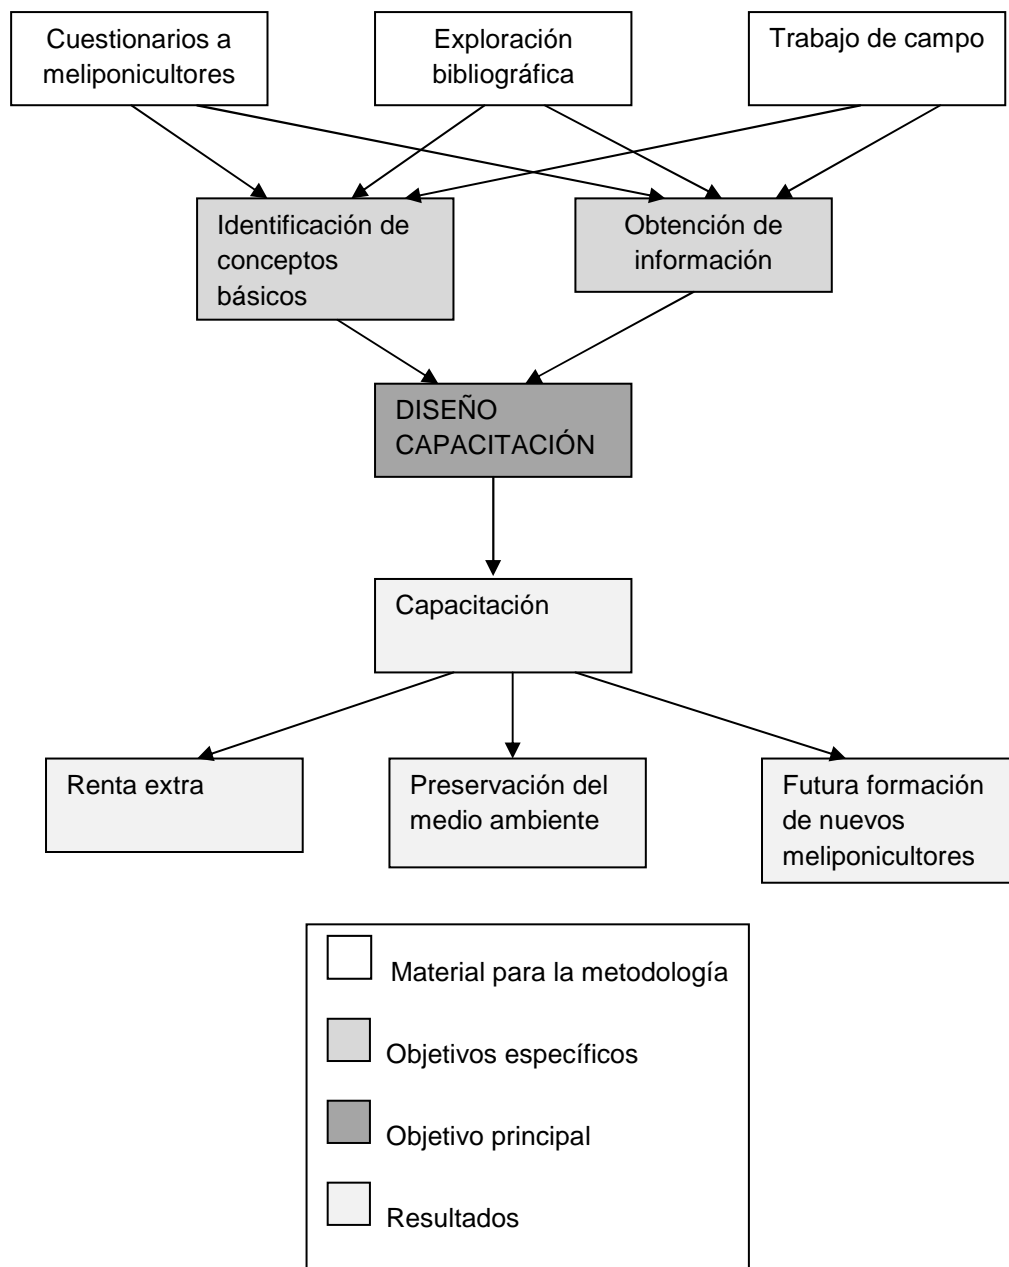 Cuestionarios a
meliponicultores
Exploración
bibliográfica
Trabajo de campo
Identificación de
conceptos
básicos
Obtención de
información
DISEÑO
CAPACITACIÓN
Capacitación
Renta extra
Preservación del
medio ambiente
Futura formación
de nuevos
meliponicultores
Material para la metodología
Objetivos específicos
Objetivo principal
Resultados